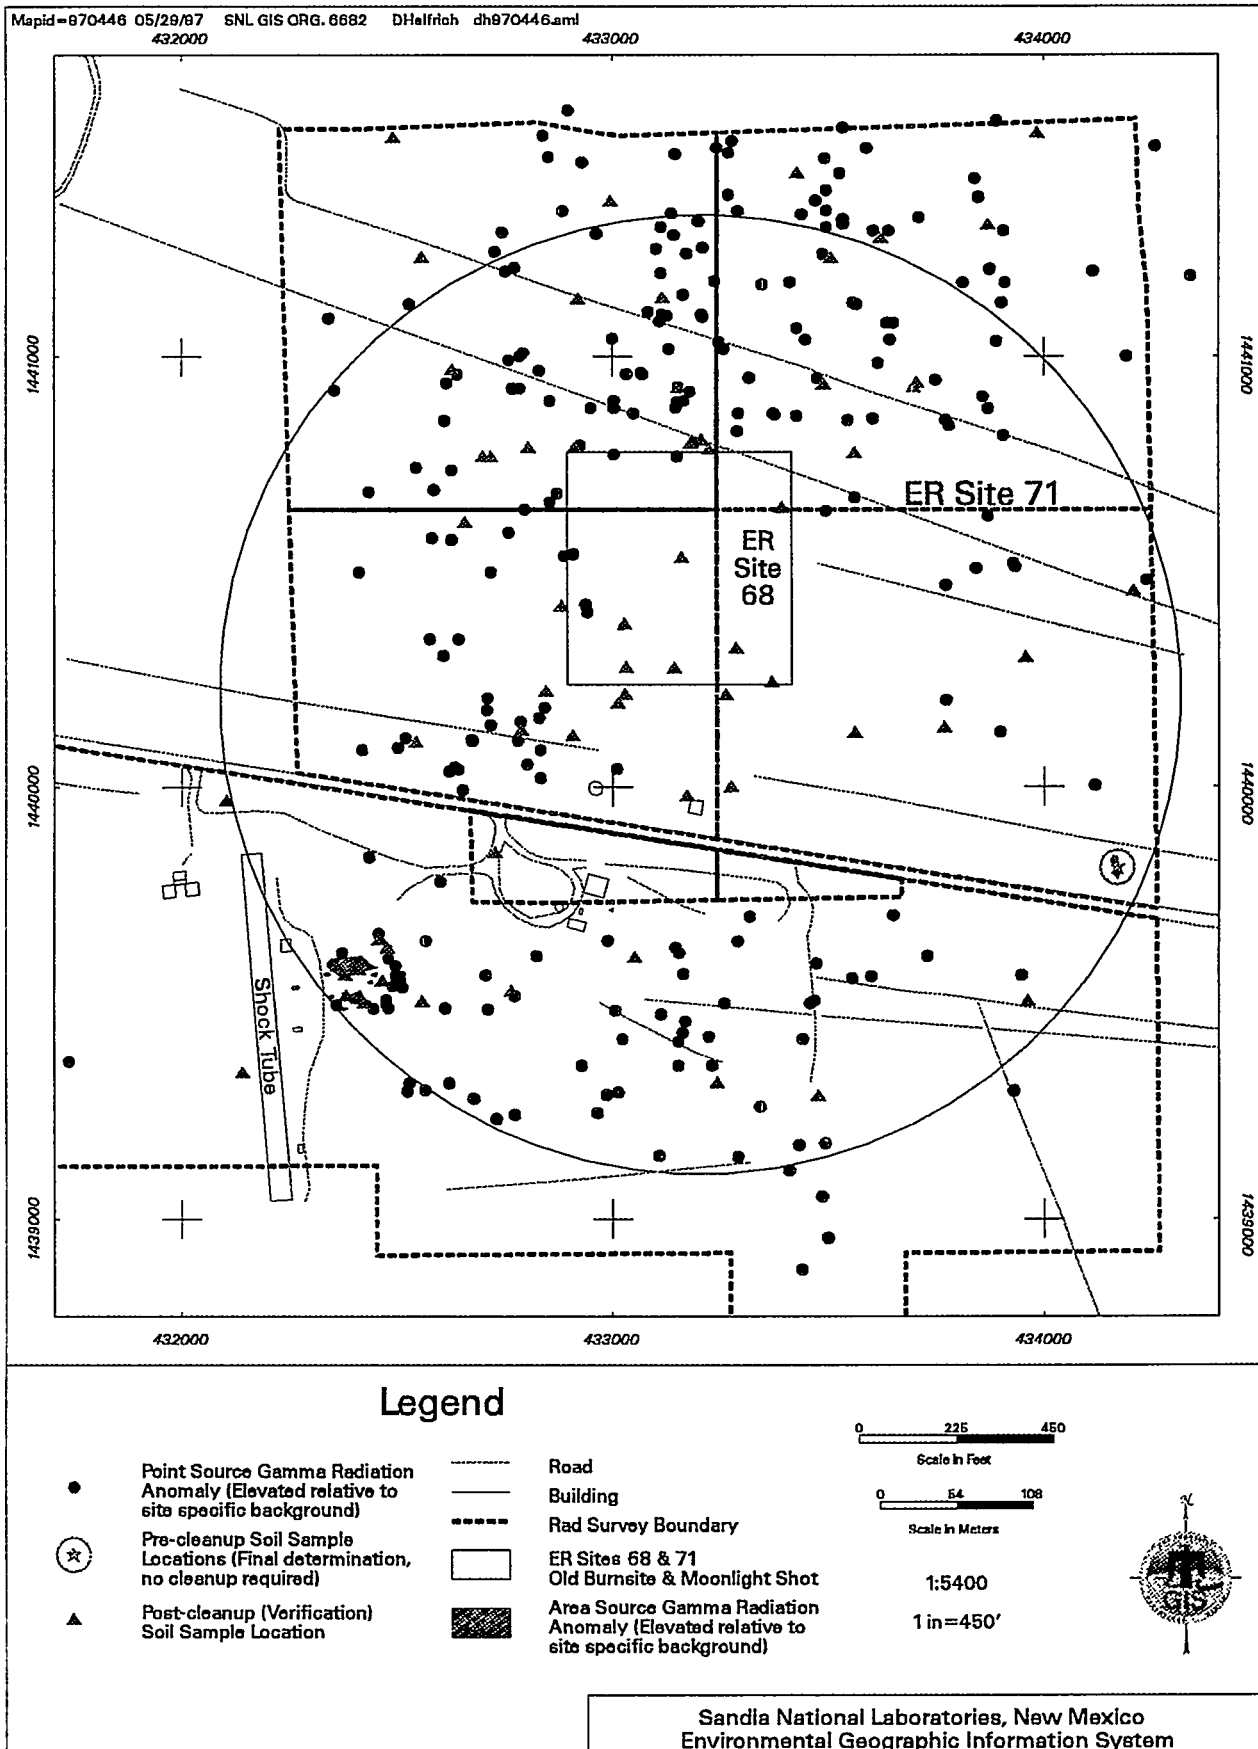 Mapid=970446 05/29/97 SNL GIS ORG. 6682 DHelfrich dh970446.aml
432000 433000 434000
1441000 1441000
ER Site 71
ER
Site
68
1440000 1440000
Shock Tube
1439000 1439000
432000 433000 434000
Legend
Point Source Gamma Radiation
Anomaly (Elevated relative to
site specific background)
Pre-cleanup Soil Sample
Locations (Final determination,
no cleanup required)
Post-cleanup (Verification)
Soil Sample Location
Road
Building
Rad Survey Boundary
ER Sites 68 & 71
Old Burnsite & Moonlight Shot
Area Source Gamma Radiation
Anomaly (Elevated relative to
site specific background)
0 225 450
Scale in Feet
0 54 108
Scale in Meters
1:5400
1 in=450'
N
GIS
Sandia National Laboratories, New Mexico
Environmental Geographic Information System